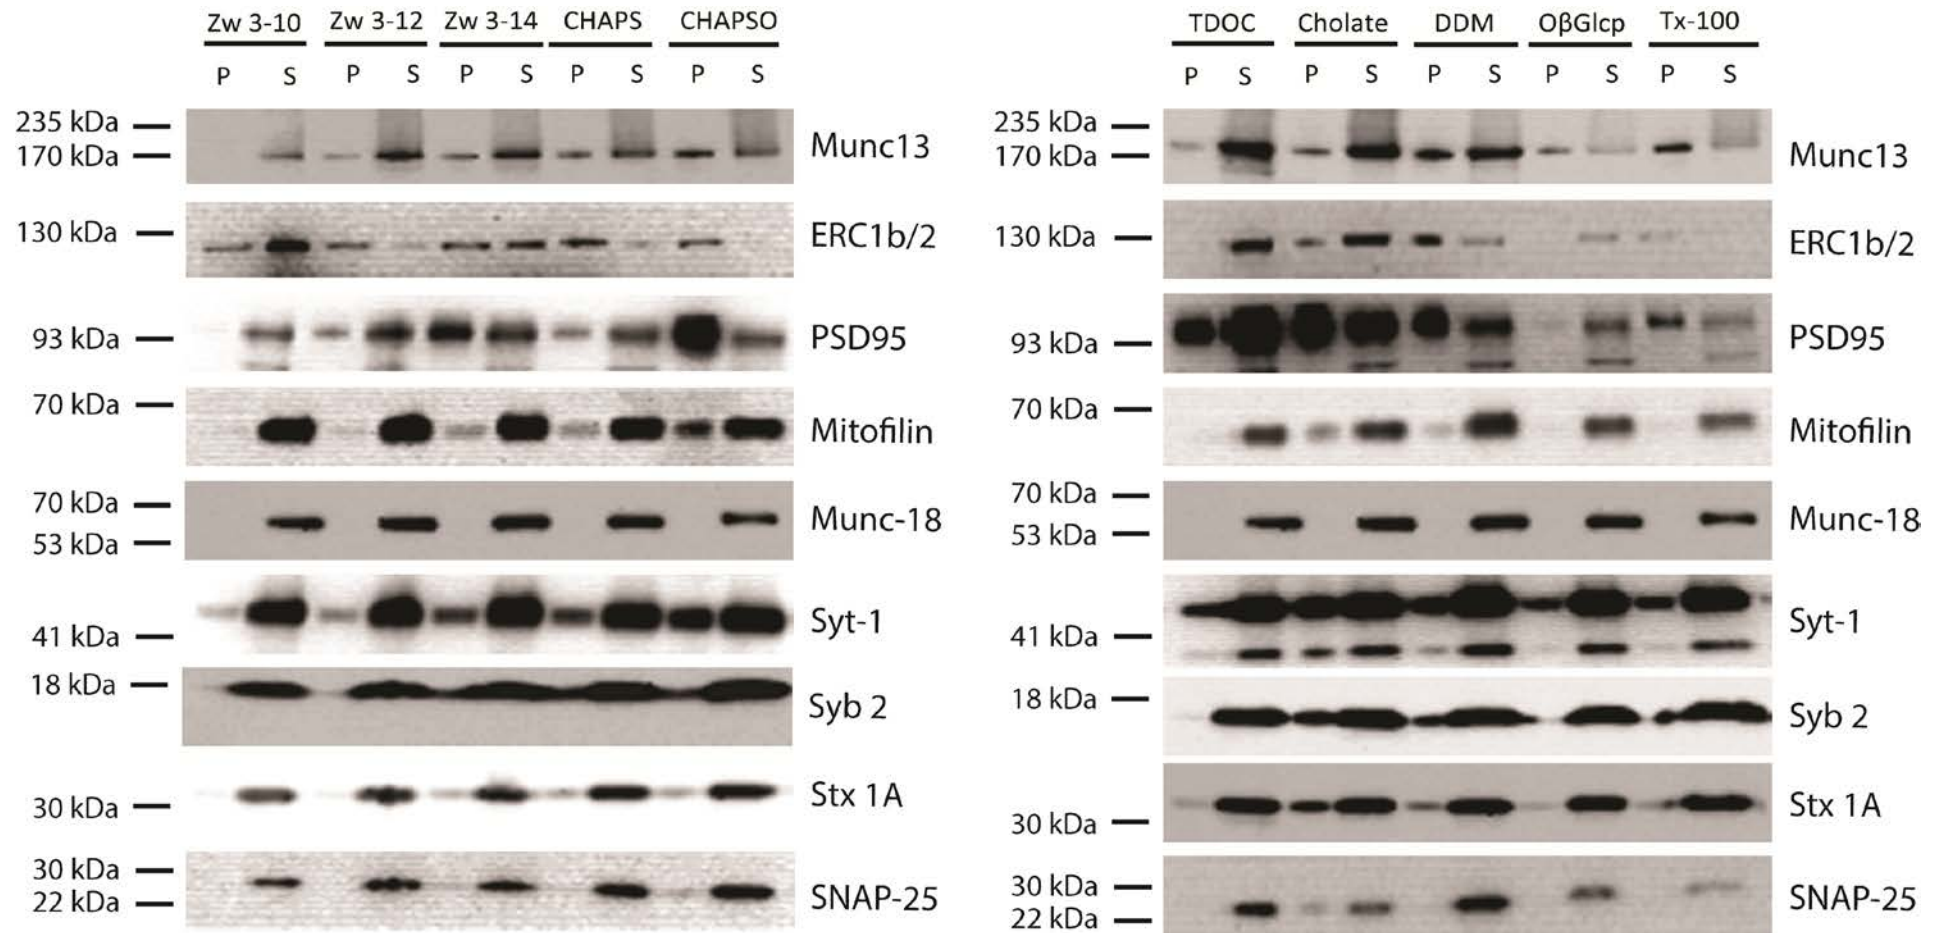 Zw 3-10 Zw 3-12 Zw 3-14 CHAPS CHAPSO
P S P S P S P S P S
235 kDa
170 kDa
Munc13
130 kDa
ERC1b/2
93 kDa
PSD95
70 kDa
Mitofilin
70 kDa
53 kDa
Munc-18
41 kDa
Syt-1
18 kDa
Syb 2
30 kDa
Stx 1A
30 kDa
22 kDa
SNAP-25
TDOC Cholate DDM OβGlcp Tx-100
P S P S P S P S P S
235 kDa
170 kDa
Munc13
130 kDa
ERC1b/2
93 kDa
PSD95
70 kDa
Mitofilin
70 kDa
53 kDa
Munc-18
41 kDa
Syt-1
18 kDa
Syb 2
30 kDa
Stx 1A
30 kDa
22 kDa
SNAP-25